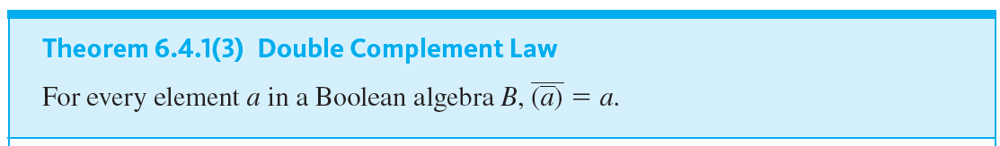 Theorem 6.4.1(3) Double Complement Law
For every element a in a Boolean algebra B, \overline{(\overline{a})} = a.